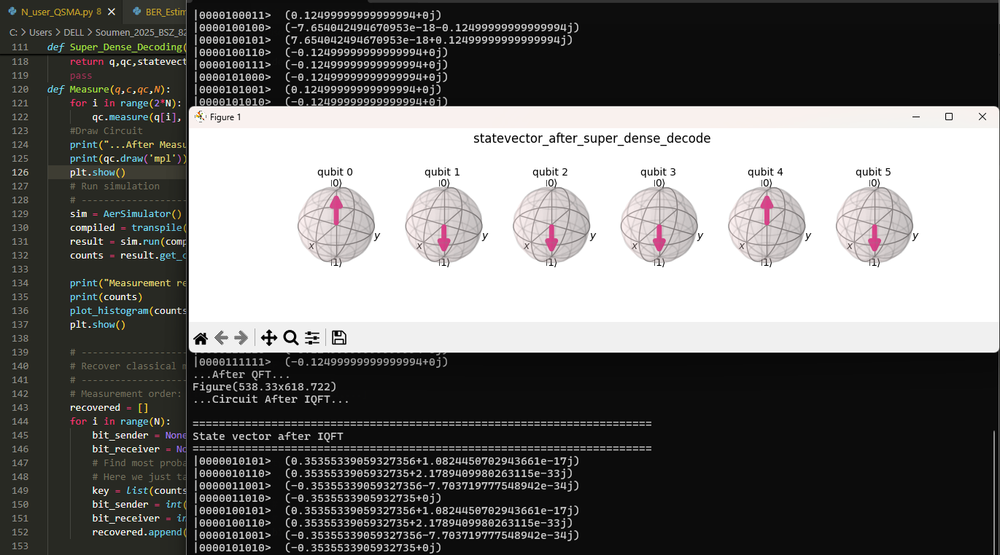 N_user_QSMA.py 8
BER_Estim
C: > Users > DELL > Soumen_2025_BSZ_82
111 def Super_Dense_Decoding(
118 return q,qc,statevect
119 pass
120 def Measure(q,c,qc,N):
121 for i in range(2*N):
122 qc.measure(q[i],
123 #Draw Circuit
124 print("...After Measu
125 print(qc.draw('mpl'))
126 plt.show()
127 # Run simulation
128 # --------------------
129 sim = AerSimulator()
130 compiled = transpile(
131 result = sim.run(comp
132 counts = result.get_c
133
134 print("Measurement re
135 print(counts)
136 plot_histogram(counts
137 plt.show()
138
139 # --------------------
140 # Recover classical m
141 # --------------------
142 # Measurement order:
143 recovered = []
144 for i in range(N):
145 bit_sender = None
146 bit_receiver = No
147 # Find most proba
148 # Here we just ta
149 key = list(counts
150 bit_sender = int(
151 bit_receiver = in
152 recovered.append(
153
|0000100011> (0.12499999999999994+0j)
|0000100100> (-7.654042494670953e-18-0.12499999999999994j)
|0000100101> (7.654042494670953e-18+0.12499999999999994j)
|0000100110> (-0.12499999999999994+0j)
|0000100111> (-0.12499999999999994+0j)
|0000101000> (-0.12499999999999994+0j)
|0000101001> (0.12499999999999994+0j)
|0000101010> (-0.12499999999999994+0j)
Figure 1
statevector_after_super_dense_decode
qubit 0 qubit 1 qubit 2 qubit 3 qubit 4 qubit 5
|0⟩ |0⟩ |0⟩ |0⟩ |0⟩ |0⟩
x y x y x y x y x y x y
|1⟩ |1⟩ |1⟩ |1⟩ |1⟩ |1⟩
|0000111111> (-0.12499999999999994+0j)
...After QFT...
Figure(538.33x618.722)
...Circuit After IQFT...
======================================================================
State vector after IQFT
======================================================================
|0000010101> (0.35355339059327356+1.0824450702943661e-17j)
|0000010110> (0.3535533905932735+2.1789409980263115e-33j)
|0000011001> (-0.35355339059327356-7.703719777548942e-34j)
|0000011010> (-0.3535533905932735+0j)
|0000100101> (0.35355339059327356+1.0824450702943661e-17j)
|0000100110> (0.3535533905932735+2.1789409980263115e-33j)
|0000101001> (-0.35355339059327356-7.703719777548942e-34j)
|0000101010> (-0.3535533905932735+0j)